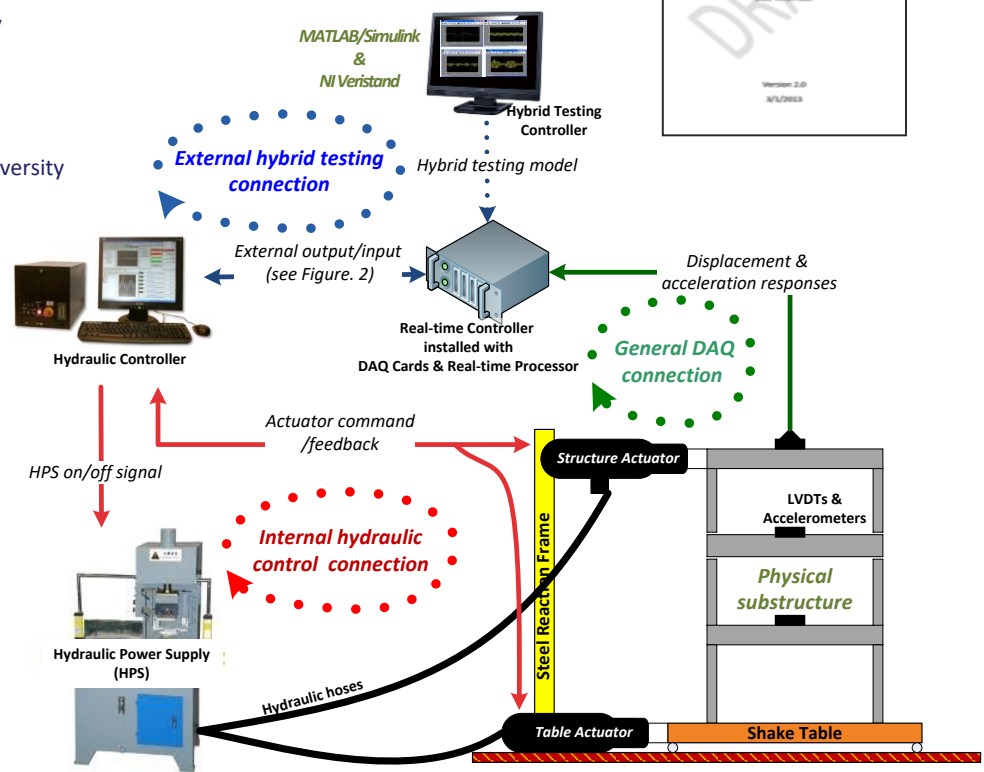 MATLAB/Simulink
&
NI Veristand
Hybrid Testing
Controller
Version 2.0
3/1/2013
versity
External hybrid testing
connection
Hybrid testing model
External output/input
(see Figure. 2)
Displacement &
acceleration responses
Real-time Controller
installed with
DAQ Cards & Real-time Processor
Hydraulic Controller
General DAQ
connection
Actuator command
/feedback
HPS on/off signal
Structure Actuator
LVDTs &
Accelerometers
Internal hydraulic
control connection
Steel Reaction Frame
Physical
substructure
Hydraulic Power Supply
(HPS)
Hydraulic hoses
Table Actuator
Shake Table